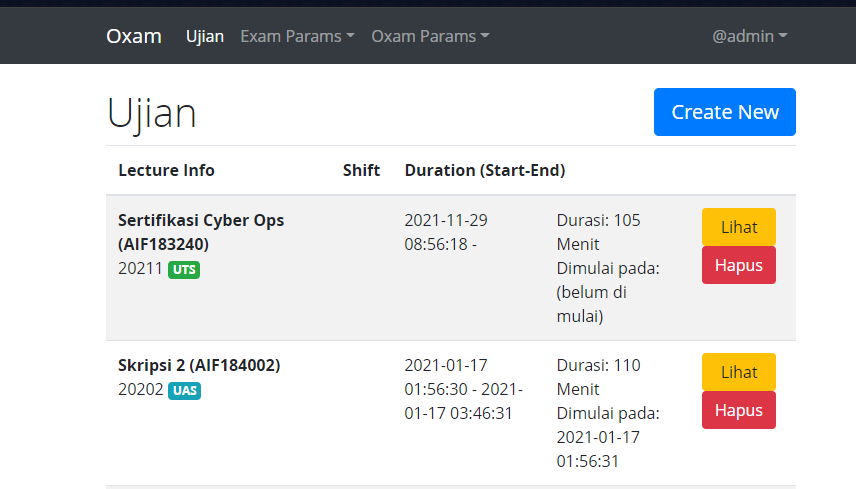 Oxam Ujian Exam Params Oxam Params @admin
Ujian
Create New
Lecture Info Shift Duration (Start-End)
Sertifikasi Cyber Ops
(AIF183240)
20211 UTS
2021-11-29
08:56:18 -
Durasi: 105
Menit
Dimulai pada:
(belum di
mulai)
Lihat
Hapus
Skripsi 2 (AIF184002)
20202 UAS
2021-01-17
01:56:30 - 2021-
01-17 03:46:31
Durasi: 110
Menit
Dimulai pada:
2021-01-17
01:56:31
Lihat
Hapus